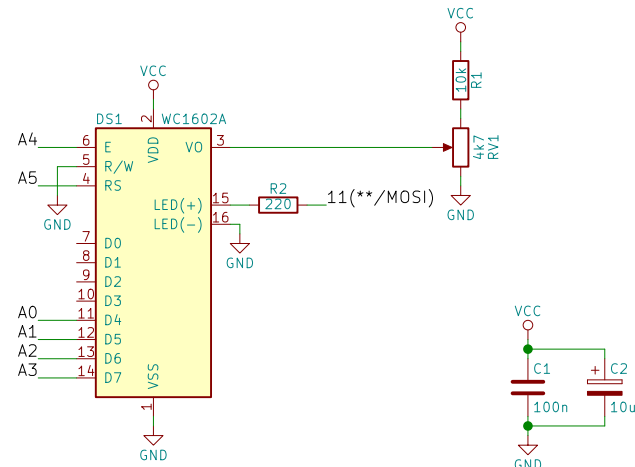 VCC
10k
R1
VCC
DS1 WC1602A
2
VDD
A4 6 E
VO 3
4k7
RV1
5 R/W
A5 4 RS
GND
LED(+) 15
R2
220
11(**/MOSI)
LED(-) 16
GND
GND
7 D0
8 D1
9 D2
10 D3
A0 11 D4
A1 12 D5
A2 13 D6
A3 14 D7
VSS
1
GND
VCC
C1
100n
+ C2
10u
GND